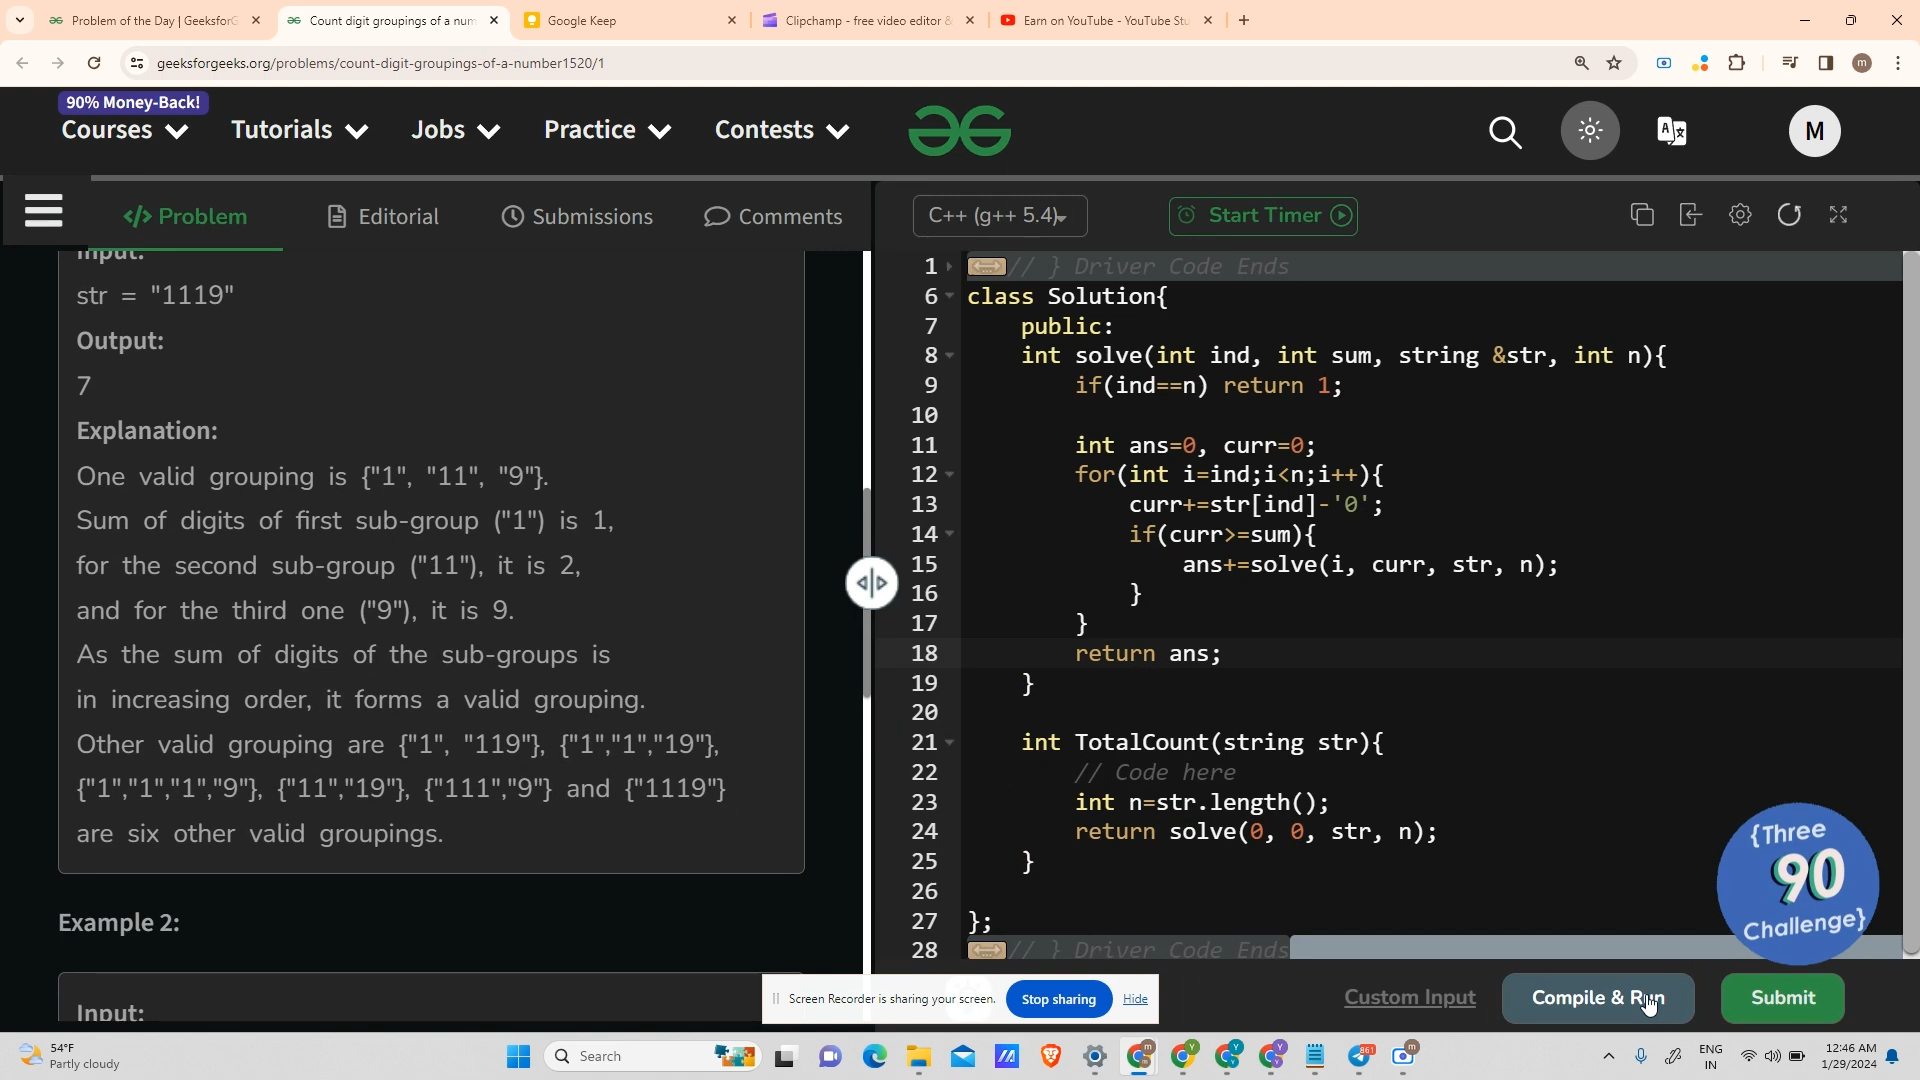 Problem of the Day | GeeksforG
Count digit groupings of a num
Google Keep
Clipchamp - free video editor &
Earn on YouTube - YouTube Stu
geeksforgeeks.org/problems/count-digit-groupings-of-a-number1520/1
m
90% Money-Back!
Courses
Tutorials
Jobs
Practice
Contests
M
</> Problem
Editorial
Submissions
Comments
C++ (g++ 5.4)
Start Timer
Input:
str = "1119"
Output:
7
Explanation:
One valid grouping is {"1", "11", "9"}.
Sum of digits of first sub-group ("1") is 1,
for the second sub-group ("11"), it is 2,
and for the third one ("9"), it is 9.
As the sum of digits of the sub-groups is
in increasing order, it forms a valid grouping.
Other valid grouping are {"1", "119"}, {"1","1","19"},
{"1","1","1","9"}, {"11","19"}, {"111","9"} and {"1119"}
are six other valid groupings.
Example 2:
Input:
1 // } Driver Code Ends
6 class Solution{
7 public:
8 int solve(int ind, int sum, string &str, int n){
9 if(ind==n) return 1;
10
11 int ans=0, curr=0;
12 for(int i=ind;i<n;i++){
13 curr+=str[ind]-'0';
14 if(curr>=sum){
15 ans+=solve(i, curr, str, n);
16 }
17 }
18 return ans;
19 }
20
21 int TotalCount(string str){
22 // Code here
23 int n=str.length();
24 return solve(0, 0, str, n);
25 }
26
27 };
28 // } Driver Code Ends
{Three
90
Challenge}
Screen Recorder is sharing your screen.
Stop sharing
Hide
Custom Input
Compile & Run
Submit
54°F
Partly cloudy
Search
861
ENG
IN
12:46 AM
1/29/2024